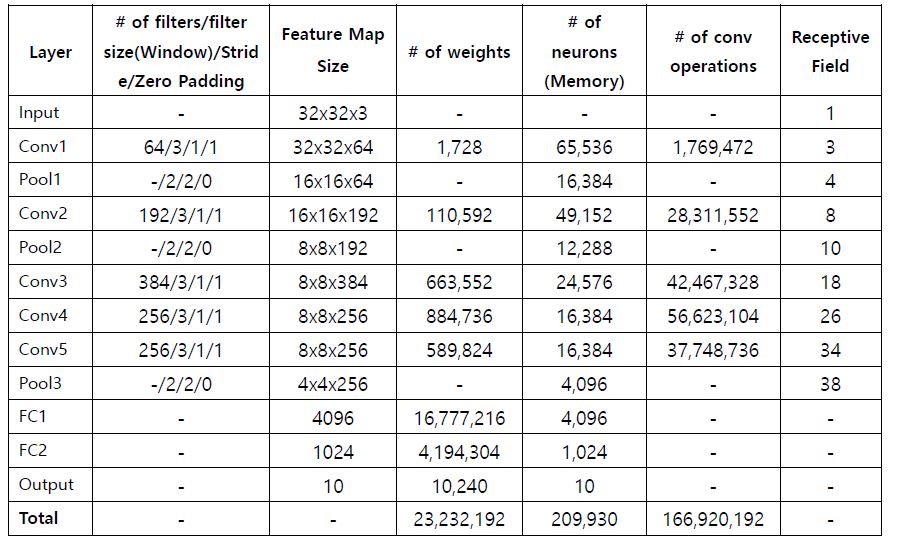 Layer | # of filters/filter size(Window)/Stride/Zero Padding | Feature Map Size | # of weights | # of neurons (Memory) | # of conv operations | Receptive Field
Input | - | 32x32x3 | - | - | - | 1
Conv1 | 64/3/1/1 | 32x32x64 | 1,728 | 65,536 | 1,769,472 | 3
Pool1 | -/2/2/0 | 16x16x64 | - | 16,384 | - | 4
Conv2 | 192/3/1/1 | 16x16x192 | 110,592 | 49,152 | 28,311,552 | 8
Pool2 | -/2/2/0 | 8x8x192 | - | 12,288 | - | 10
Conv3 | 384/3/1/1 | 8x8x384 | 663,552 | 24,576 | 42,467,328 | 18
Conv4 | 256/3/1/1 | 8x8x256 | 884,736 | 16,384 | 56,623,104 | 26
Conv5 | 256/3/1/1 | 8x8x256 | 589,824 | 16,384 | 37,748,736 | 34
Pool3 | -/2/2/0 | 4x4x256 | - | 4,096 | - | 38
FC1 | - | 4096 | 16,777,216 | 4,096 | - | -
FC2 | - | 1024 | 4,194,304 | 1,024 | - | -
Output | - | 10 | 10,240 | 10 | - | -
Total | - | - | 23,232,192 | 209,930 | 166,920,192 | -